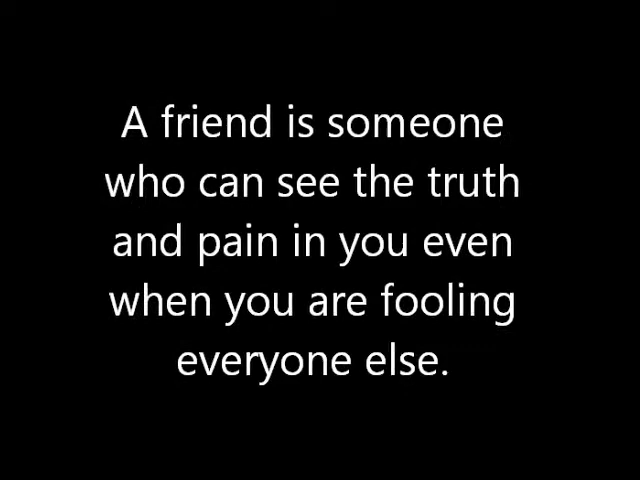 A friend is someone
who can see the truth
and pain in you even
when you are fooling
everyone else.